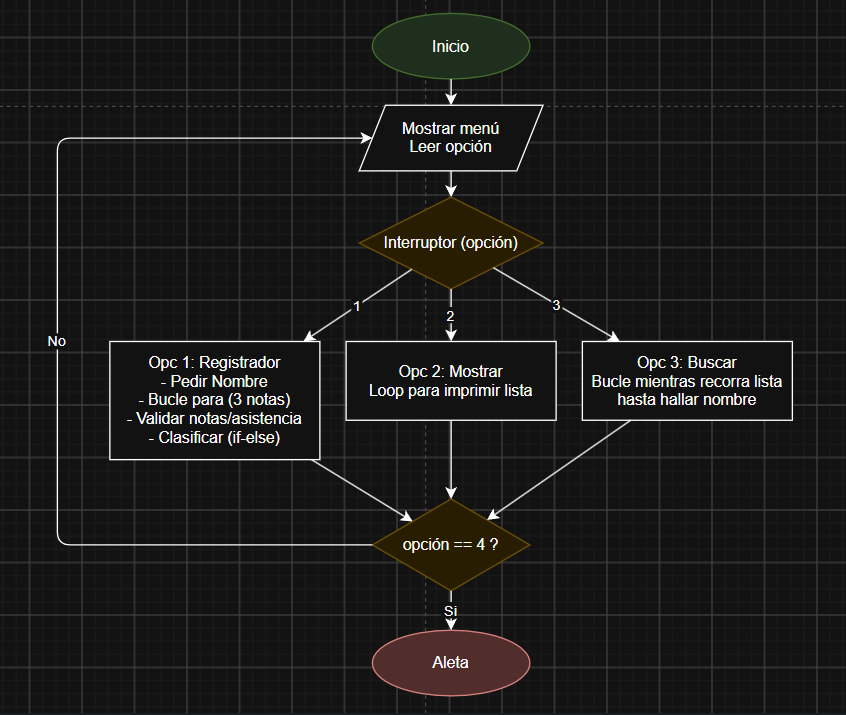 Inicio
Mostrar menú
Leer opción
Interruptor (opción)
1
2
3
No
Opc 1: Registrador
- Pedir Nombre
- Bucle para (3 notas)
- Validar notas/asistencia
- Clasificar (if-else)
Opc 2: Mostrar
Loop para imprimir lista
Opc 3: Buscar
Bucle mientras recorra lista
hasta hallar nombre
opción == 4 ?
Si
Aleta